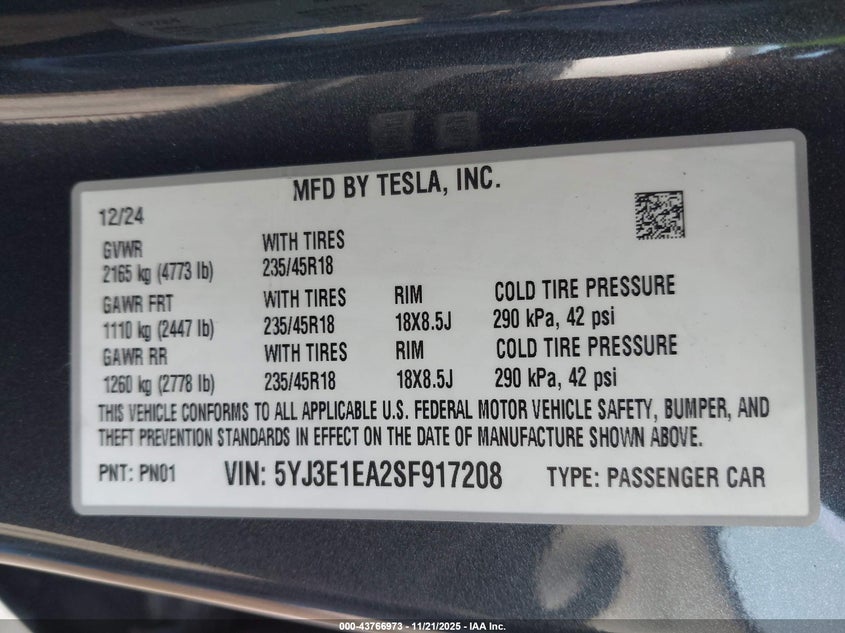 MFD BY TESLA, INC.
12/24
GVWR WITH TIRES
2165 kg (4773 lb) 235/45R18
GAWR FRT WITH TIRES RIM COLD TIRE PRESSURE
1110 kg (2447 lb) 235/45R18 18X8.5J 290 kPa, 42 psi
GAWR RR WITH TIRES RIM COLD TIRE PRESSURE
1260 kg (2778 lb) 235/45R18 18X8.5J 290 kPa, 42 psi
THIS VEHICLE CONFORMS TO ALL APPLICABLE U.S. FEDERAL MOTOR VEHICLE SAFETY, BUMPER, AND
THEFT PREVENTION STANDARDS IN EFFECT ON THE DATE OF MANUFACTURE SHOWN ABOVE.
PNT: PN01 VIN: 5YJ3E1EA2SF917208 TYPE: PASSENGER CAR
000-43766973 - 11/21/2025 - IAA Inc.